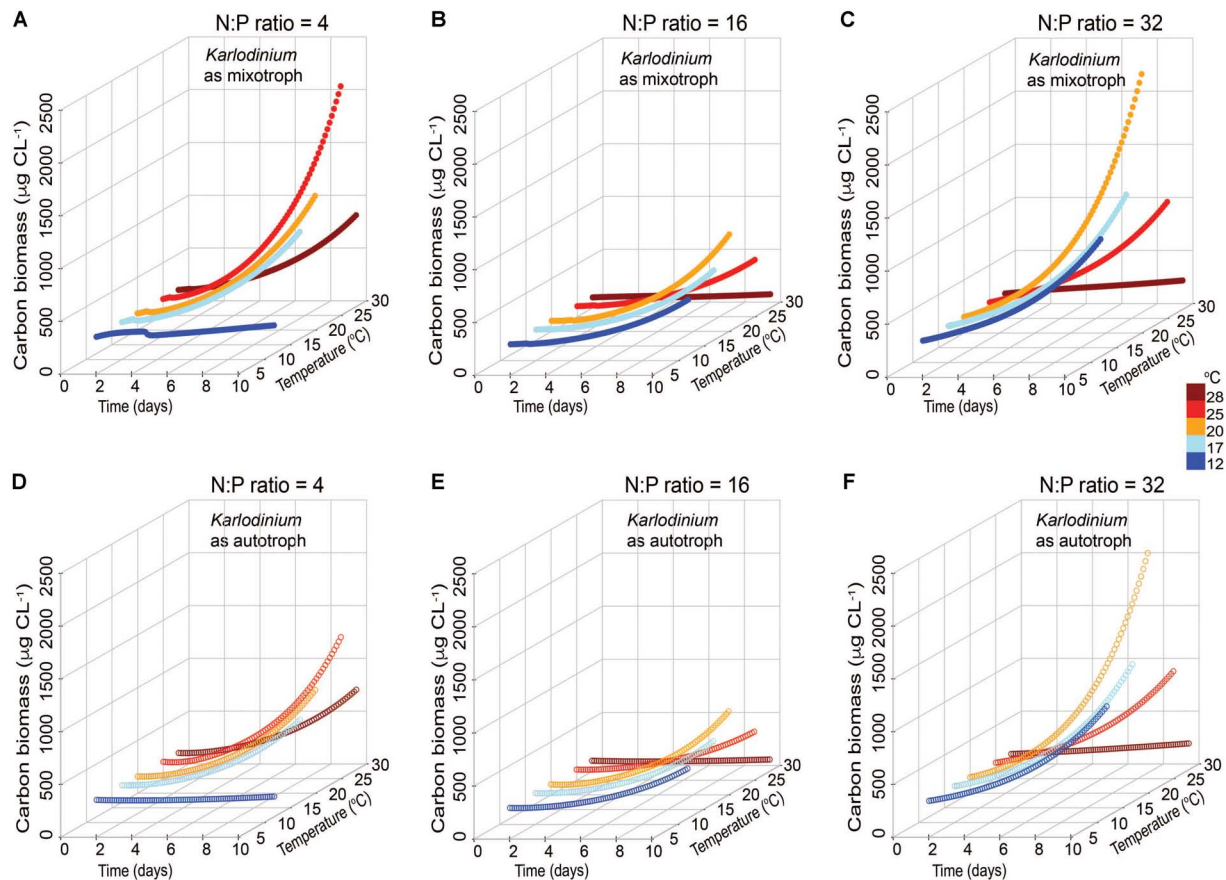 A
N:P ratio = 4
Karlodinium
as mixotroph
Carbon biomass (µg CL⁻¹)
2500
2000
1500
1000
500
0
0 2 4 6 8 10
Time (days)
5 10 15 20 25 30
Temperature (ºC)
B
N:P ratio = 16
Karlodinium
as mixotroph
Carbon biomass (µg CL⁻¹)
2500
2000
1500
1000
500
0
0 2 4 6 8 10
Time (days)
5 10 15 20 25 30
Temperature (ºC)
C
N:P ratio = 32
Karlodinium
as mixotroph
Carbon biomass (µg CL⁻¹)
2500
2000
1500
1000
500
0
0 2 4 6 8 10
Time (days)
5 10 15 20 25 30
Temperature (ºC)
ºC
28
25
20
17
12
D
N:P ratio = 4
Karlodinium
as autotroph
Carbon biomass (µg CL⁻¹)
2500
2000
1500
1000
500
0
0 2 4 6 8 10
Time (days)
5 10 15 20 25 30
Temperature (ºC)
E
N:P ratio = 16
Karlodinium
as autotroph
Carbon biomass (µg CL⁻¹)
2500
2000
1500
1000
500
0
0 2 4 6 8 10
Time (days)
5 10 15 20 25 30
Temperature (ºC)
F
N:P ratio = 32
Karlodinium
as autotroph
Carbon biomass (µg CL⁻¹)
2500
2000
1500
1000
500
0
0 2 4 6 8 10
Time (days)
5 10 15 20 25 30
Temperature (ºC)